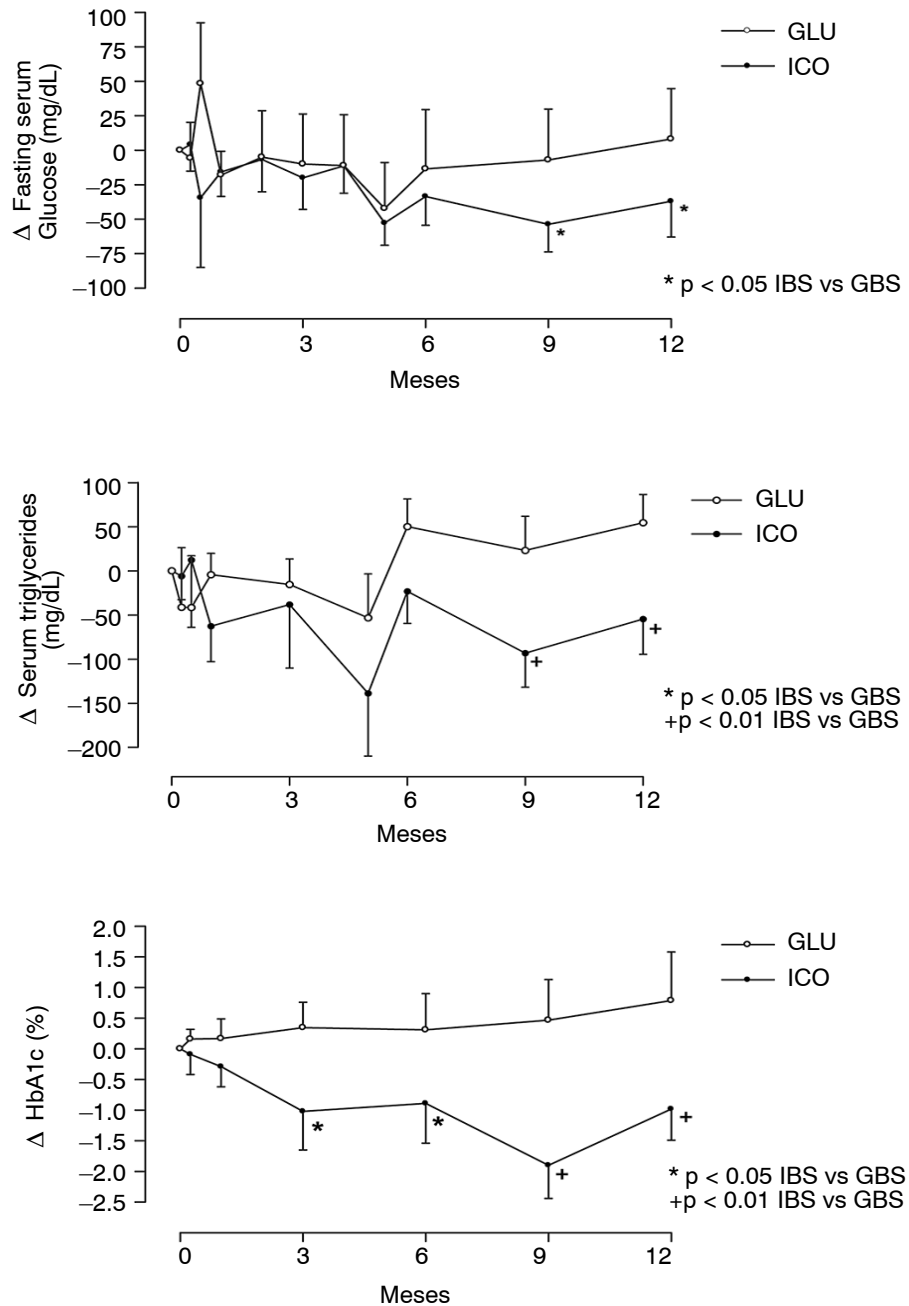 100
75
50
25
0
−25
−50
−75
−100
Δ Fasting serum
Glucose (mg/dL)
GLU
ICO
*
*
* p < 0.05 IBS vs GBS
0 3 6 9 12
Meses
100
50
0
−50
−100
−150
−200
Δ Serum triglycerides
(mg/dL)
GLU
ICO
+
+
* p < 0.05 IBS vs GBS
+p < 0.01 IBS vs GBS
0 3 6 9 12
Meses
2.0
1.5
1.0
0.5
0.0
−0.5
−1.0
−1.5
−2.0
−2.5
Δ HbA1c (%)
GLU
ICO
*
*
+
+
* p < 0.05 IBS vs GBS
+p < 0.01 IBS vs GBS
0 3 6 9 12
Meses